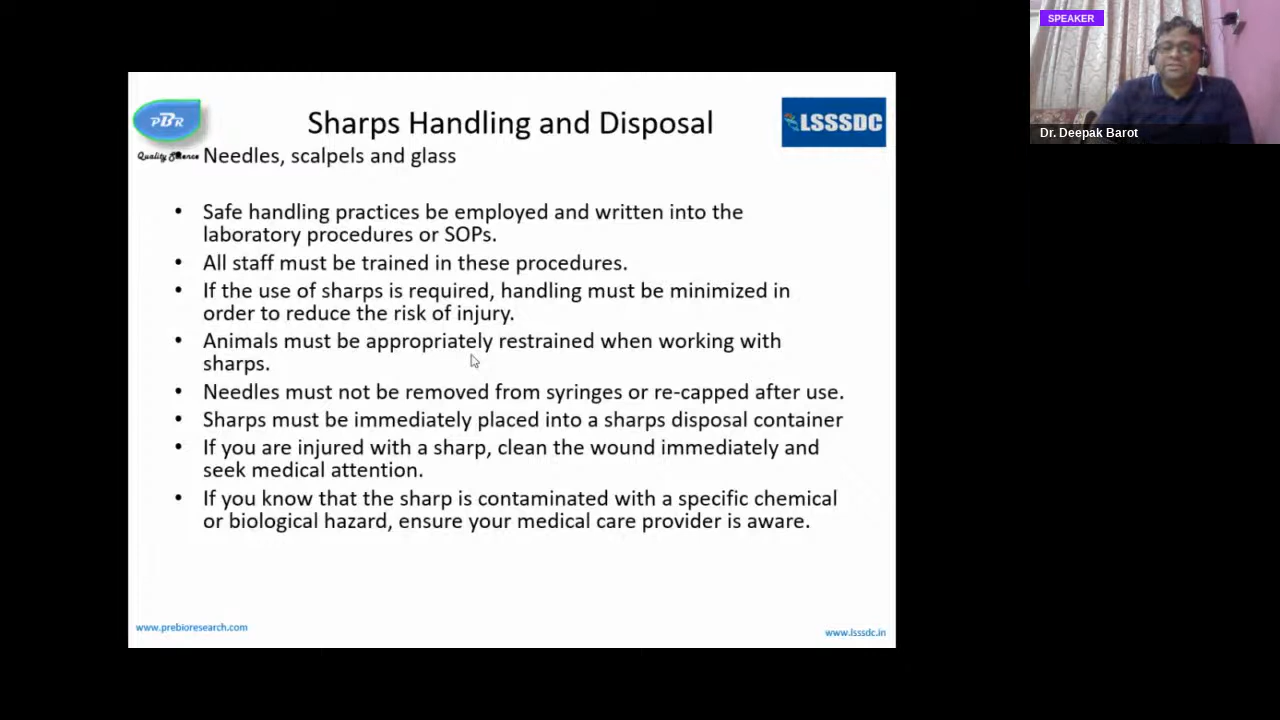 SPEAKER
Dr. Deepak Barot
PBR
Sharps Handling and Disposal
LSSSDC
Quality
Needles, scalpels and glass
• Safe handling practices be employed and written into the
laboratory procedures or SOPs.
• All staff must be trained in these procedures.
• If the use of sharps is required, handling must be minimized in
order to reduce the risk of injury.
• Animals must be appropriately restrained when working with
sharps.
• Needles must not be removed from syringes or re-capped after use.
• Sharps must be immediately placed into a sharps disposal container
• If you are injured with a sharp, clean the wound immediately and
seek medical attention.
• If you know that the sharp is contaminated with a specific chemical
or biological hazard, ensure your medical care provider is aware.
www.prebioresearch.com
www.lsssdc.in